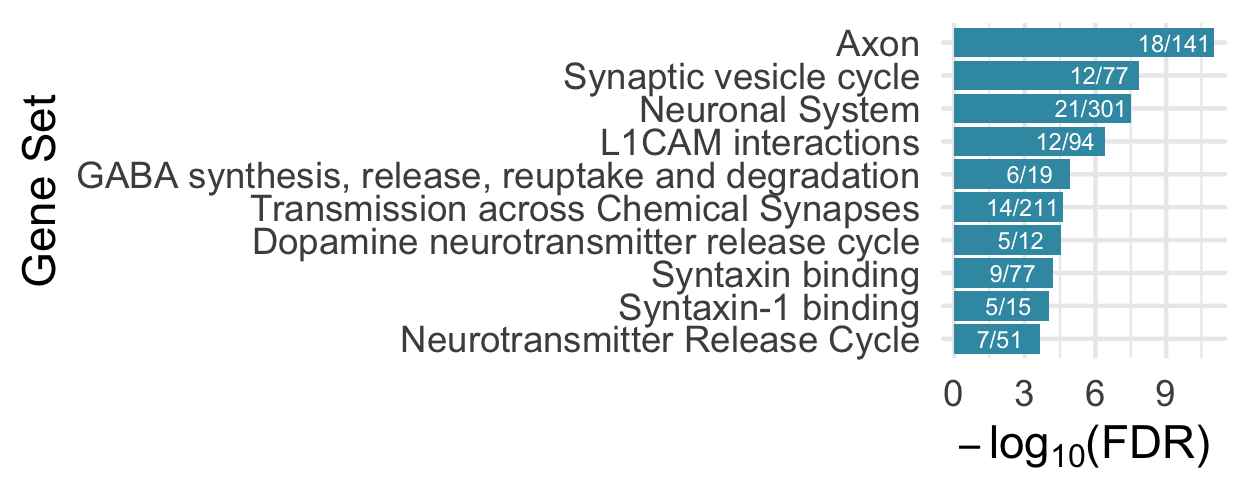 Gene Set
Axon 18/141
Synaptic vesicle cycle 12/77
Neuronal System 21/301
L1CAM interactions 12/94
GABA synthesis, release, reuptake and degradation 6/19
Transmission across Chemical Synapses 14/211
Dopamine neurotransmitter release cycle 5/12
Syntaxin binding 9/77
Syntaxin-1 binding 5/15
Neurotransmitter Release Cycle 7/51
0 3 6 9
−log₁₀(FDR)